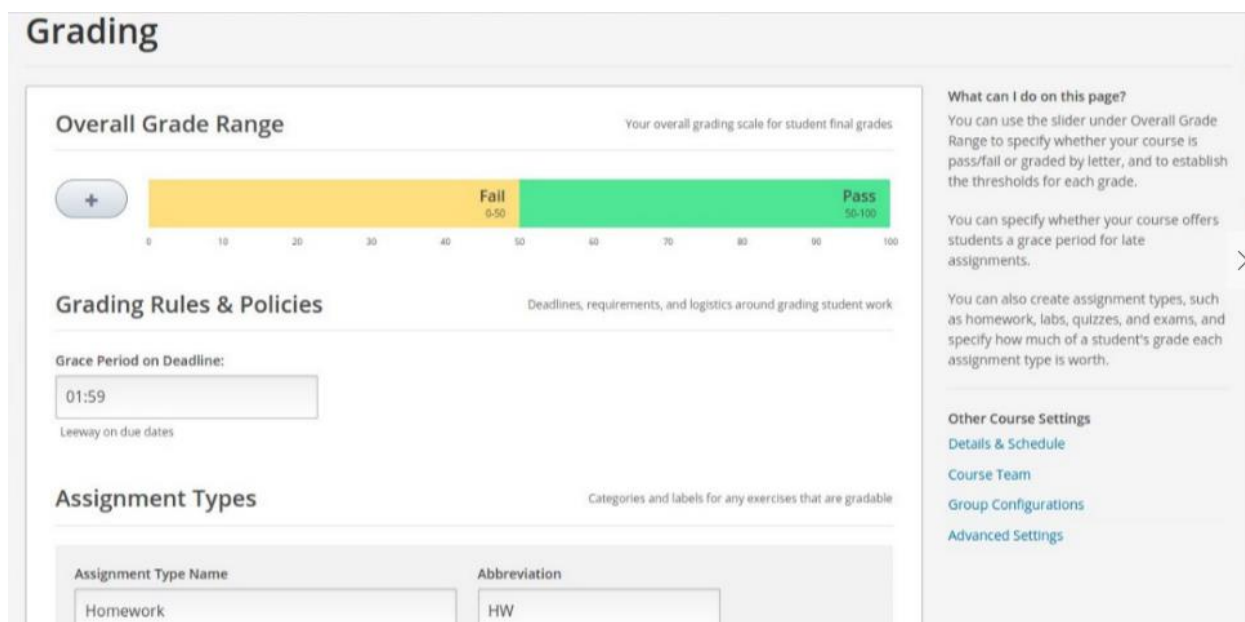 Grading
Overall Grade Range
Your overall grading scale for student final grades
+
Fail
0-50
Pass
50-100
0 10 20 30 40 50 60 70 80 90 100
Grading Rules & Policies
Deadlines, requirements, and logistics around grading student work
Grace Period on Deadline:
01:59
Leeway on due dates
Assignment Types
Categories and labels for any exercises that are gradable
Assignment Type Name
Homework
Abbreviation
HW
What can I do on this page?
You can use the slider under Overall Grade
Range to specify whether your course is
pass/fail or graded by letter, and to establish
the thresholds for each grade.
You can specify whether your course offers
students a grace period for late
assignments.
You can also create assignment types, such
as homework, labs, quizzes, and exams, and
specify how much of a student's grade each
assignment type is worth.
Other Course Settings
Details & Schedule
Course Team
Group Configurations
Advanced Settings